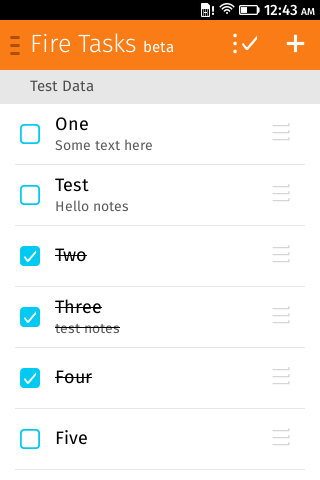 12:43 AM
Fire Tasks beta
Test Data
One
Some text here
Test
Hello notes
Two
Three
test notes
Four
Five